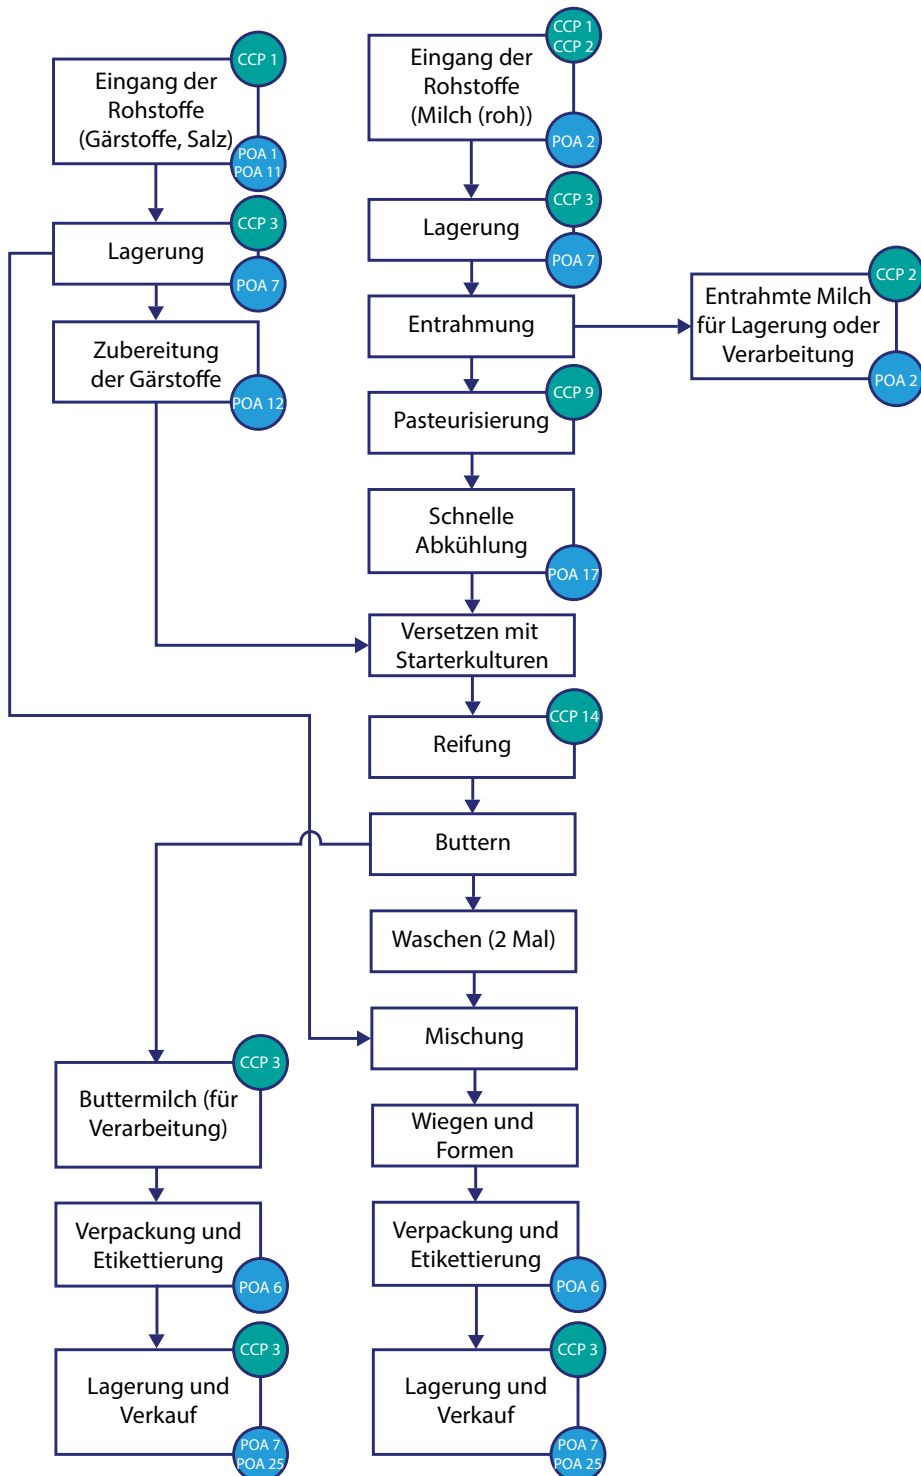 CCP 1
Eingang der
Rohstoffe
(Gärstoffe, Salz)
POA 1
POA 11
CCP 1
CCP 2
Eingang der
Rohstoffe
(Milch (roh))
POA 2
CCP 3
Lagerung
POA 7
CCP 3
Lagerung
POA 7
CCP 2
Entrahmte Milch
für Lagerung oder
Verarbeitung
POA 2
Entrahmung
Zubereitung
der Gärstoffe
POA 12
CCP 9
Pasteurisierung
Schnelle
Abkühlung
POA 17
Versetzen mit
Starterkulturen
CCP 14
Reifung
Buttern
Waschen (2 Mal)
Mischung
CCP 3
Buttermilch (für
Verarbeitung)
Wiegen und
Formen
Verpackung und
Etikettierung
POA 6
Verpackung und
Etikettierung
POA 6
CCP 3
Lagerung und
Verkauf
POA 7
POA 25
CCP 3
Lagerung und
Verkauf
POA 7
POA 25